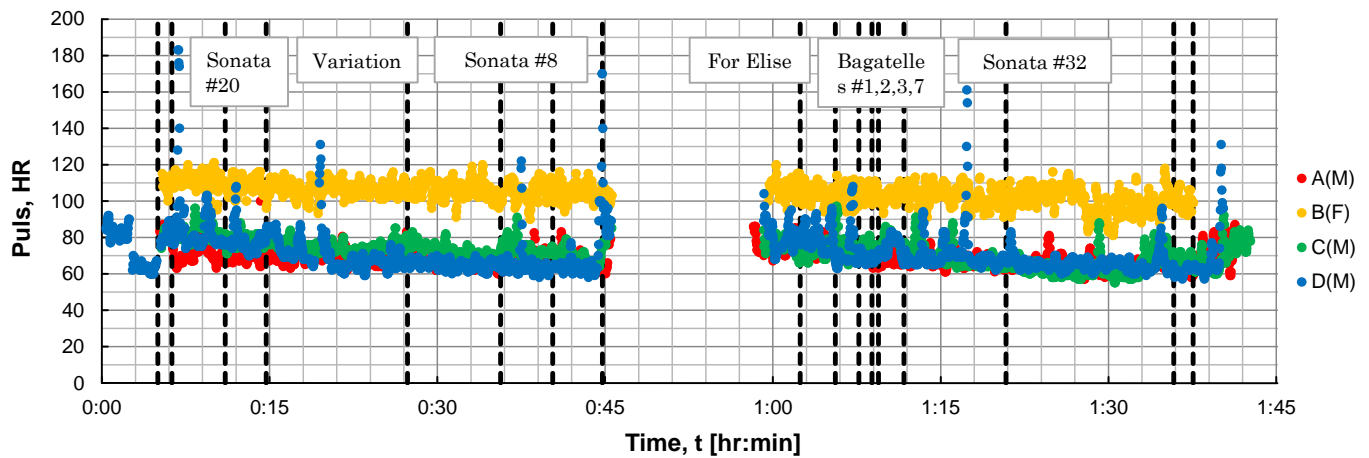 200
180
160
140
120
100
80
60
40
20
0
Puls, HR
Sonata
#20
Variation
Sonata #8
For Elise
Bagatelle
s #1,2,3,7
Sonata #32
A(M)
B(F)
C(M)
D(M)
0:00
0:15
0:30
0:45
1:00
1:15
1:30
1:45
Time, t [hr:min]